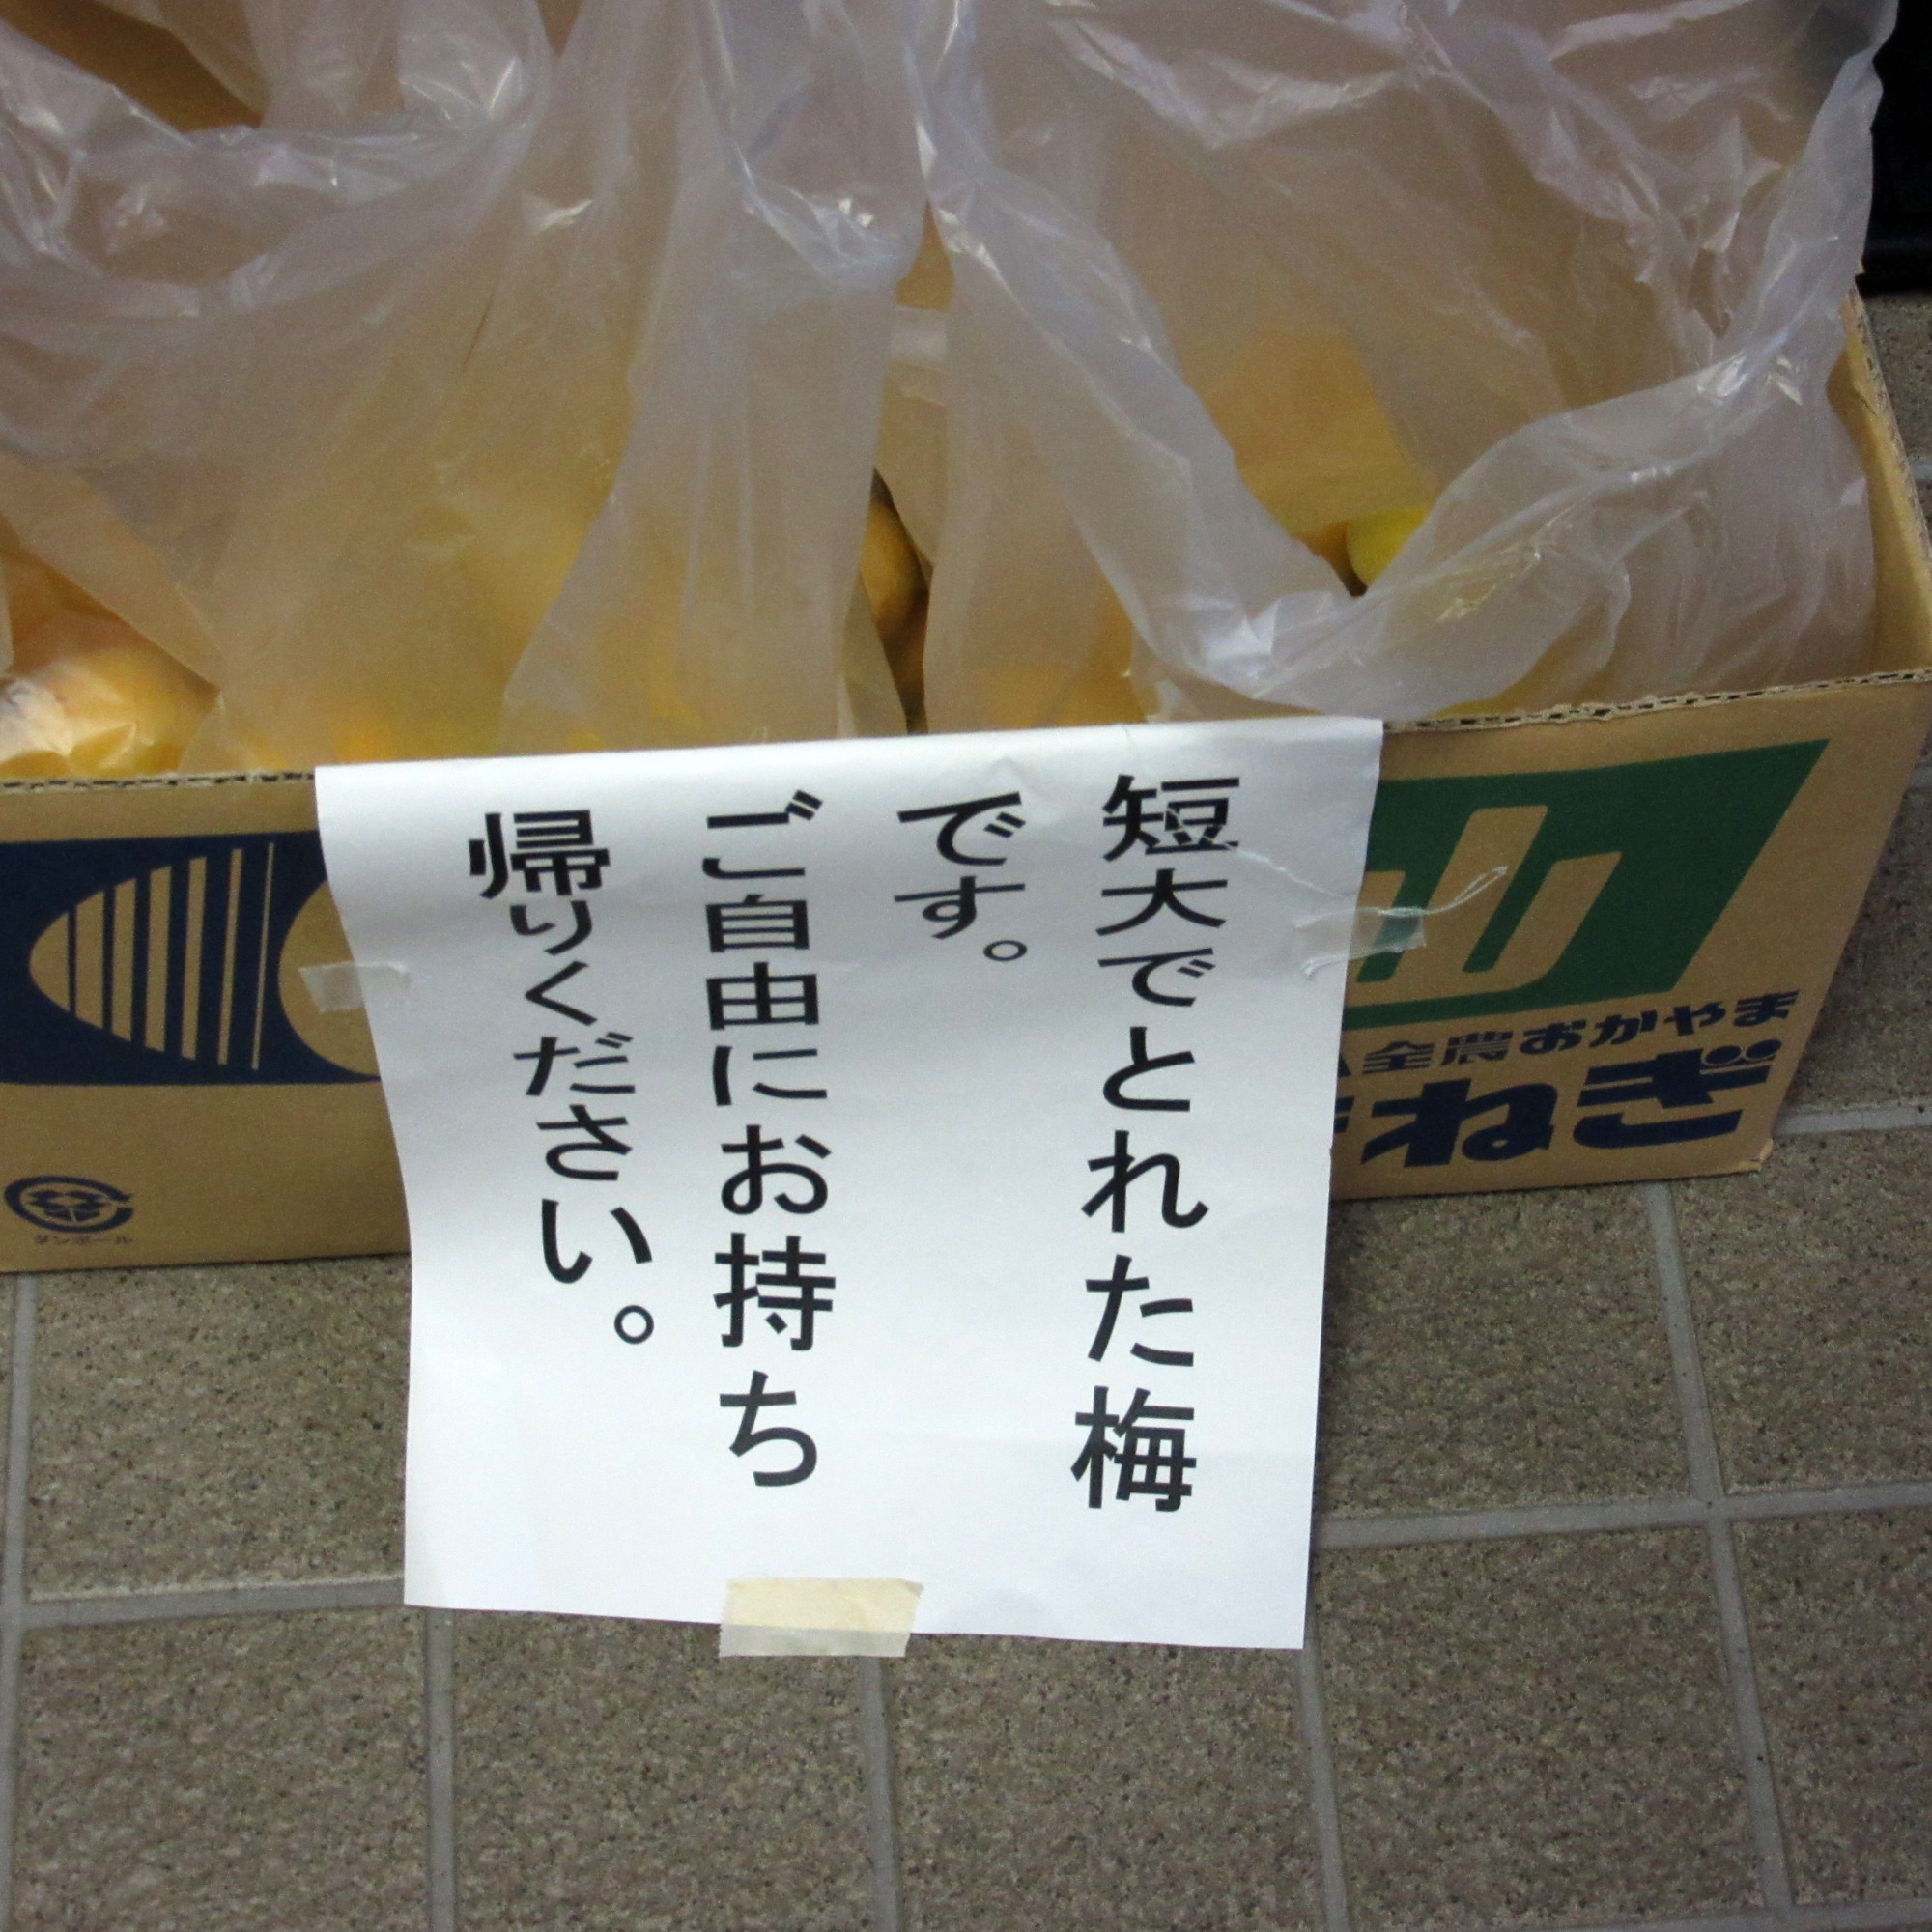 短大でとれた梅
です。
ご自由にお持ち
帰りください。
山
全農おかやま
ねぎ